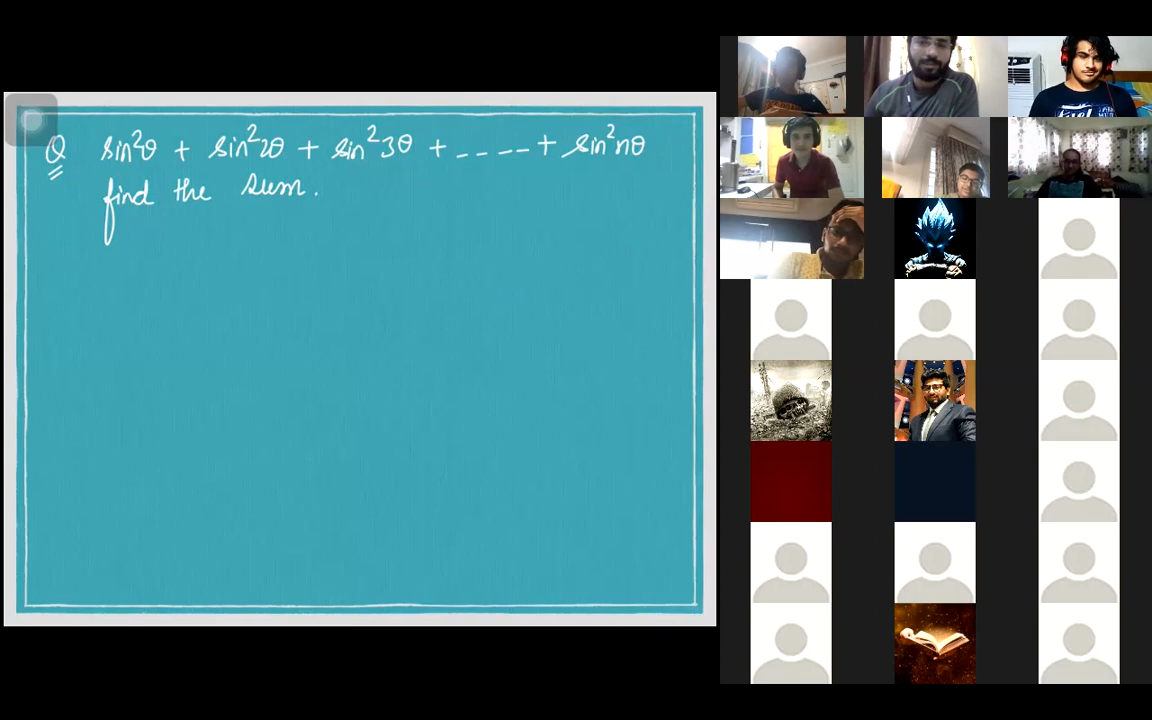 Q sin²θ + sin²2θ + sin²3θ + ---- + sin²nθ
find the sum.